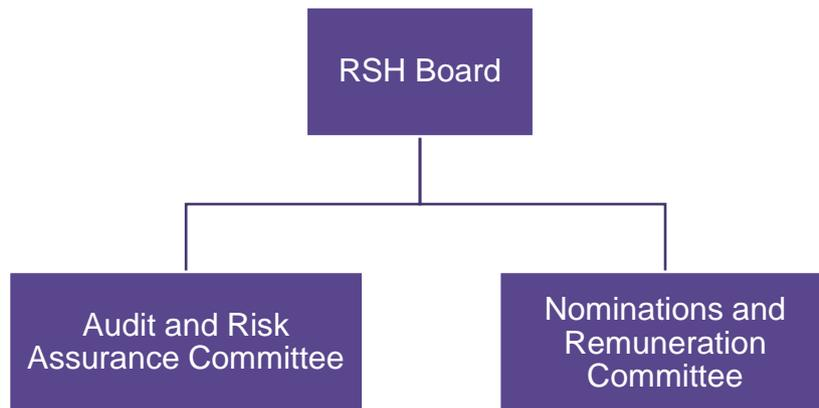 RSH Board
Audit and Risk
Assurance Committee
Nominations and
Remuneration
Committee